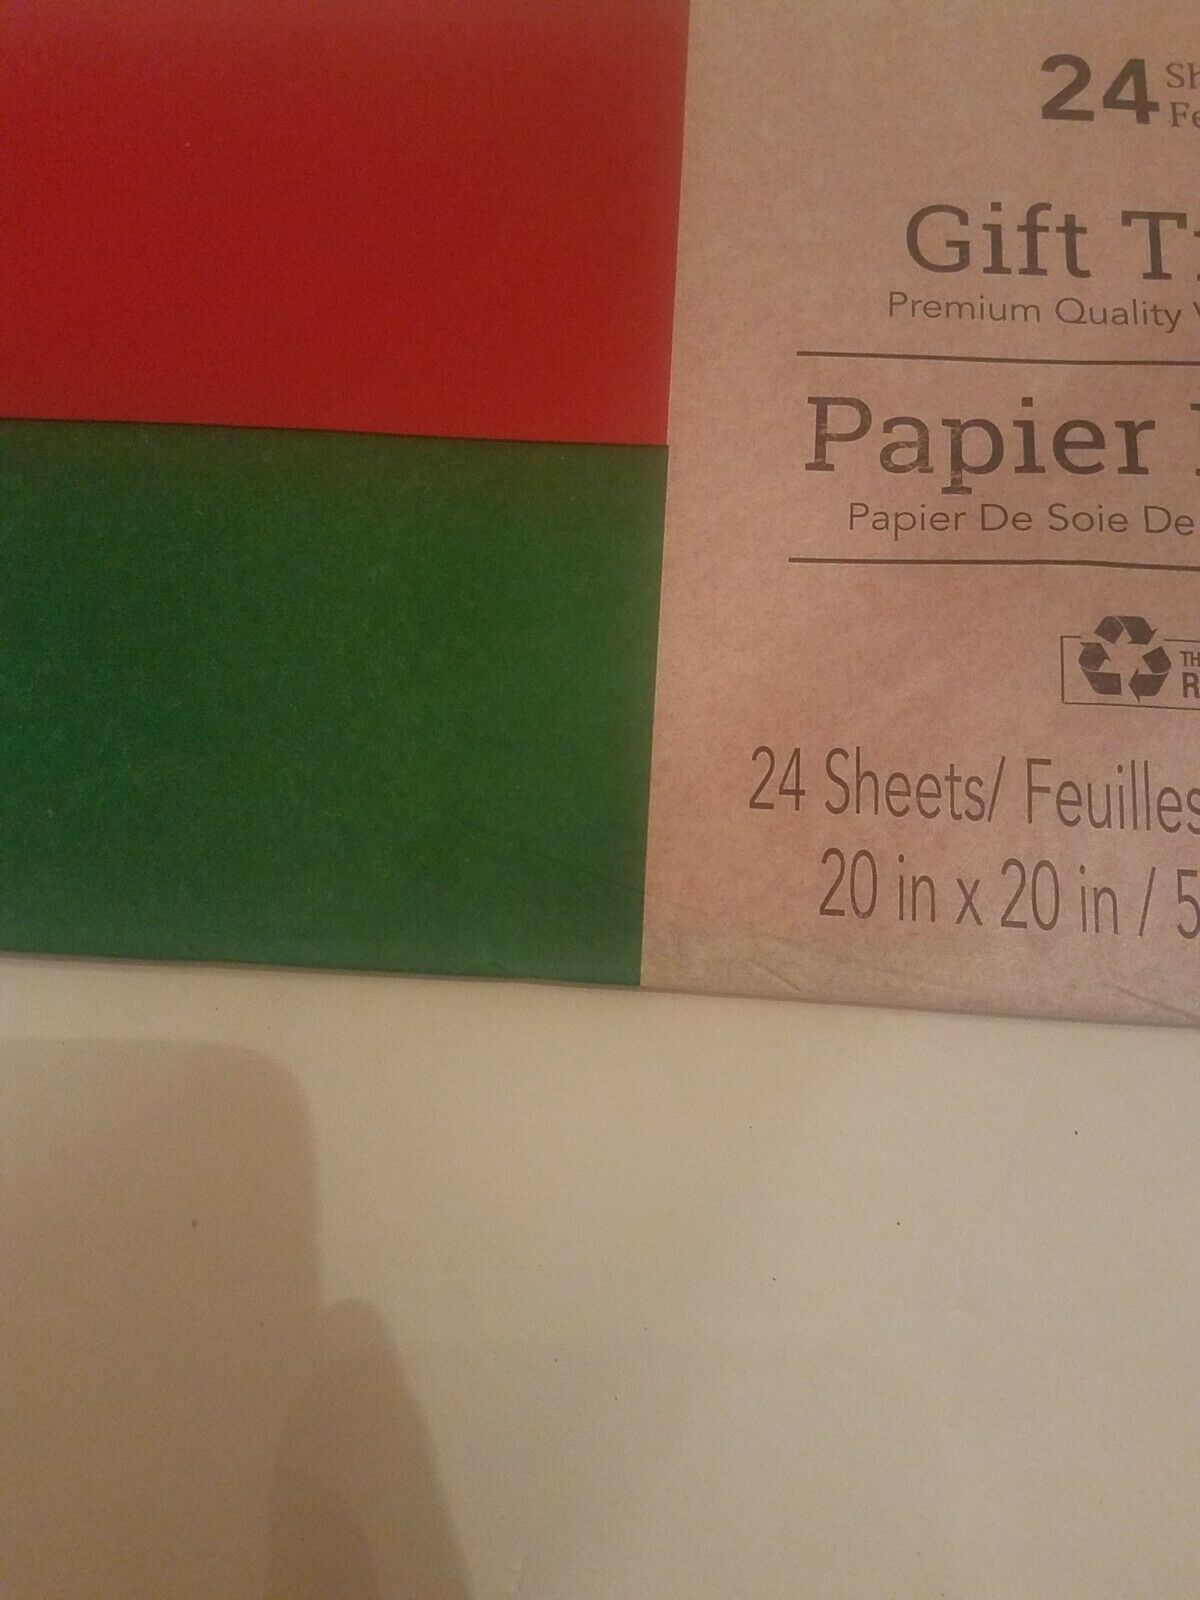 24
Gift
Premium Quality
Papier
Papier De Soie De
24 Sheets/ Feuilles
20 in x 20 in / 5